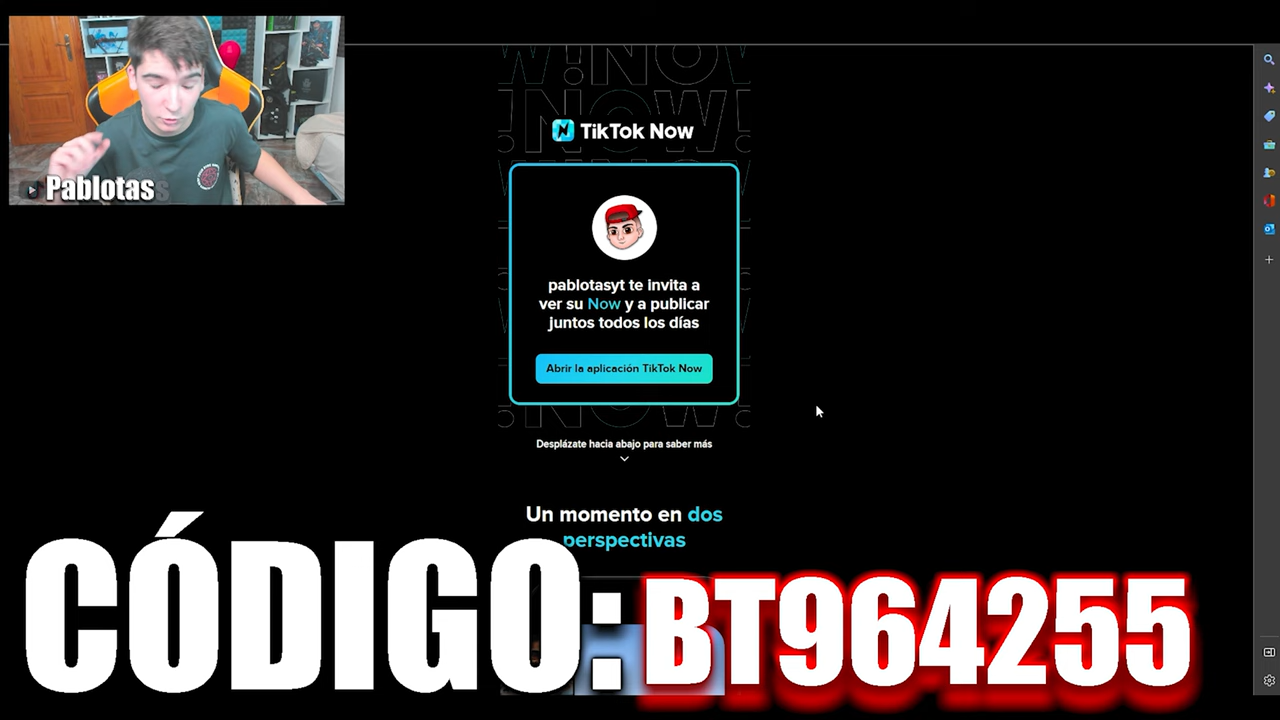 Pablotas
TikTok Now
pablotasyt te invita a
ver su Now y a publicar
juntos todos los días
Abrir la aplicación TikTok Now
Desplázate hacia abajo para saber más
Un momento en dos
perspectivas
CÓDIGO: BT964255